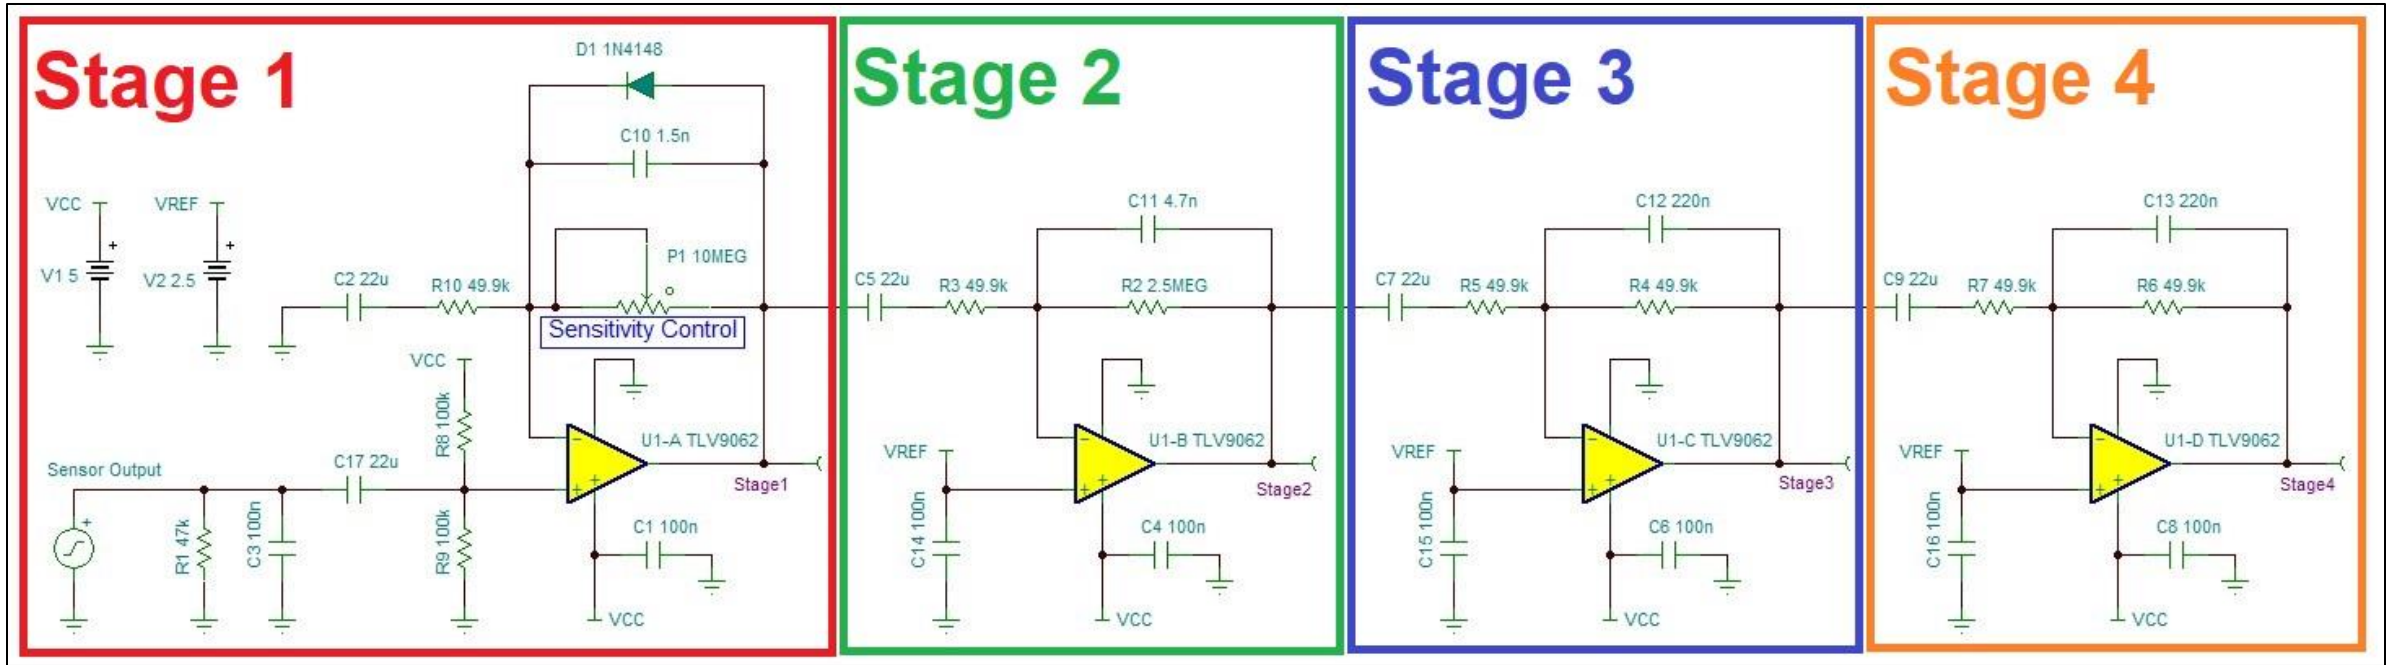 Stage 1
D1 1N4148
C10 1.5n
VCC
VREF
V1 5
V2 2.5
P1 10MEG
C2 22u
R10 49.9k
Sensitivity Control
VCC
R8 100k
U1-A TLV9062
Sensor Output
C17 22u
Stage1
R1 47k
C3 100n
R9 100k
C1 100n
VCC
Stage 2
C11 4.7n
C5 22u
R3 49.9k
R2 2.5MEG
VREF
U1-B TLV9062
Stage2
C14 100n
C4 100n
VCC
Stage 3
C12 220n
C7 22u
R5 49.9k
R4 49.9k
VREF
U1-C TLV9062
Stage3
C15 100n
C6 100n
VCC
Stage 4
C13 220n
C9 22u
R7 49.9k
R6 49.9k
VREF
U1-D TLV9062
Stage4
C16 100n
C8 100n
VCC